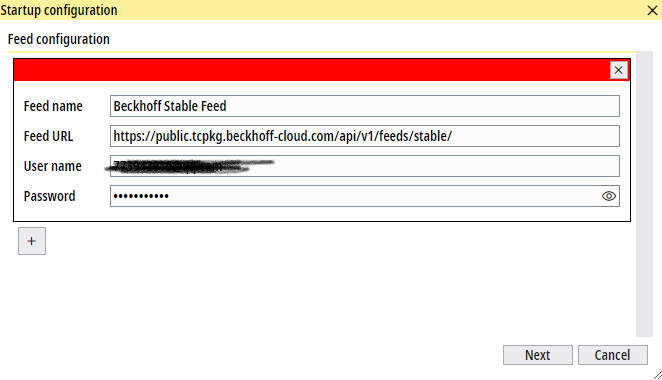 Startup configuration
Feed configuration
Feed name Beckhoff Stable Feed
Feed URL https://public.tcpkg.beckhoff-cloud.com/api/v1/feeds/stable/
User name
Password •••••••••••
+
Next Cancel